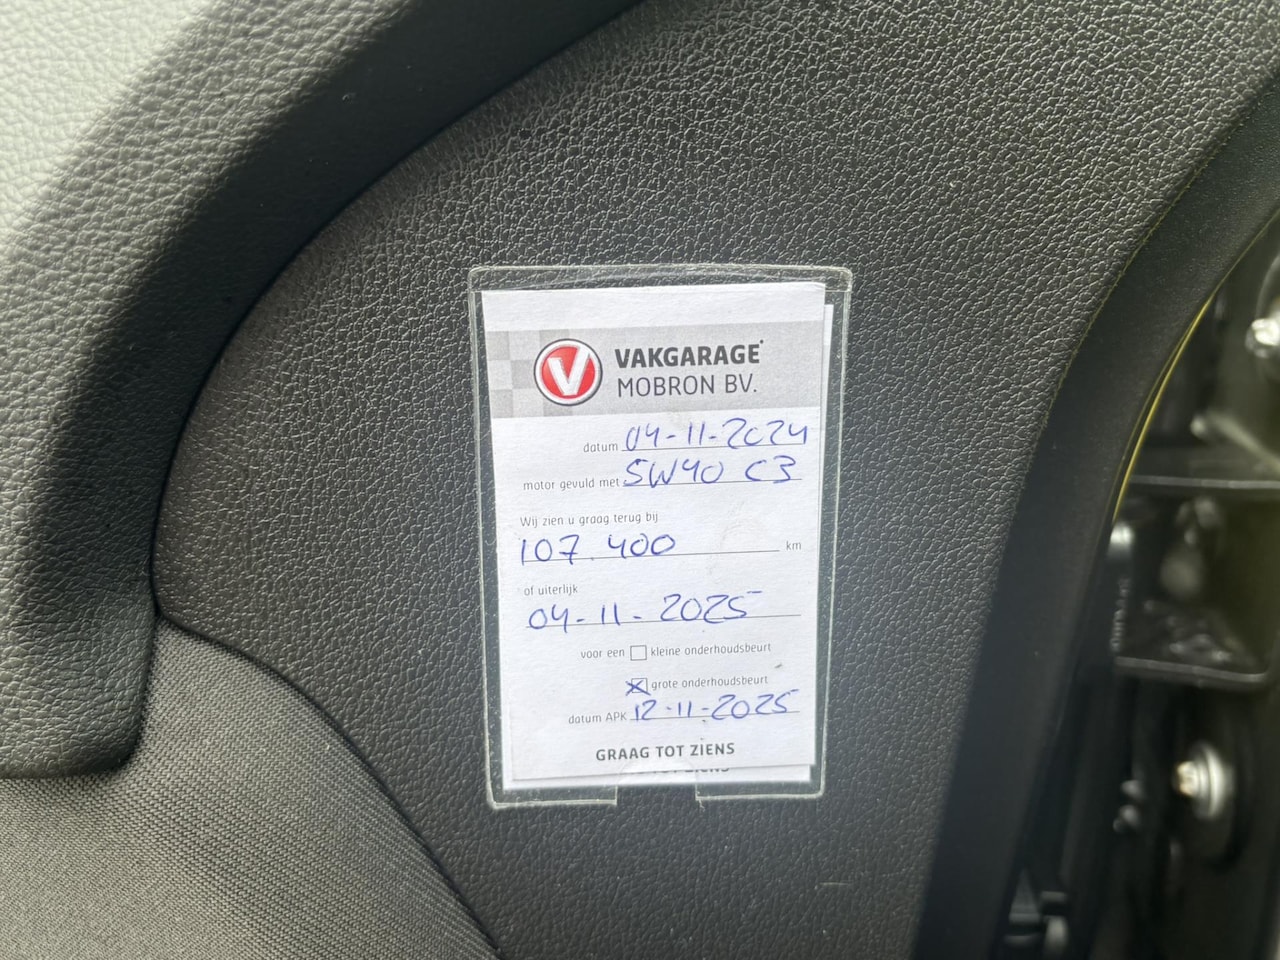 V VAKGARAGE
MOBRON BV.
datum 04-11-2024
motor gevuld met 5W40 C3
Wij zien u graag terug bij
107.400 km
of uiterlijk
04-11-2025
voor een kleine onderhoudsbeurt
grote onderhoudsbeurt
datum APK 12-11-2025
GRAAG TOT ZIENS
TOT ZIENS